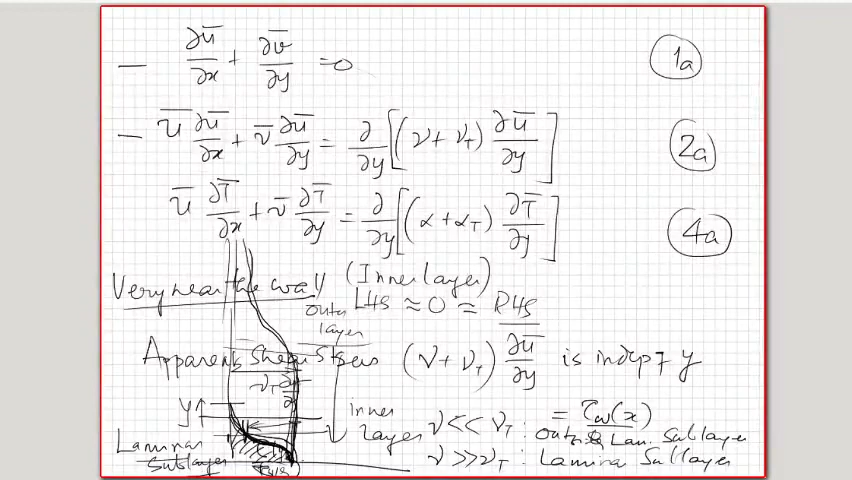 — ∂ū/∂x + ∂v̄/∂y = 0 (1a)
— ū ∂ū/∂x + v̄ ∂ū/∂y = ∂/∂y [(ν + ν_T) ∂ū/∂y] (2a)
ū ∂T̄/∂x + v̄ ∂T̄/∂y = ∂/∂y [(α + α_T) ∂T̄/∂y] (4a)
Very near the wall (Inner layer)
LHS ≈ 0 ≈ RHS
outer
layer
Apparent Shear Stress (ν + ν_T) ∂ū/∂y is indep of y
y↑
inner
layer
= τ_w(x)
ν << ν_T : outside Lam. Sublayer
ν >> ν_T : Laminar Sublayer
Laminar
Sublayer